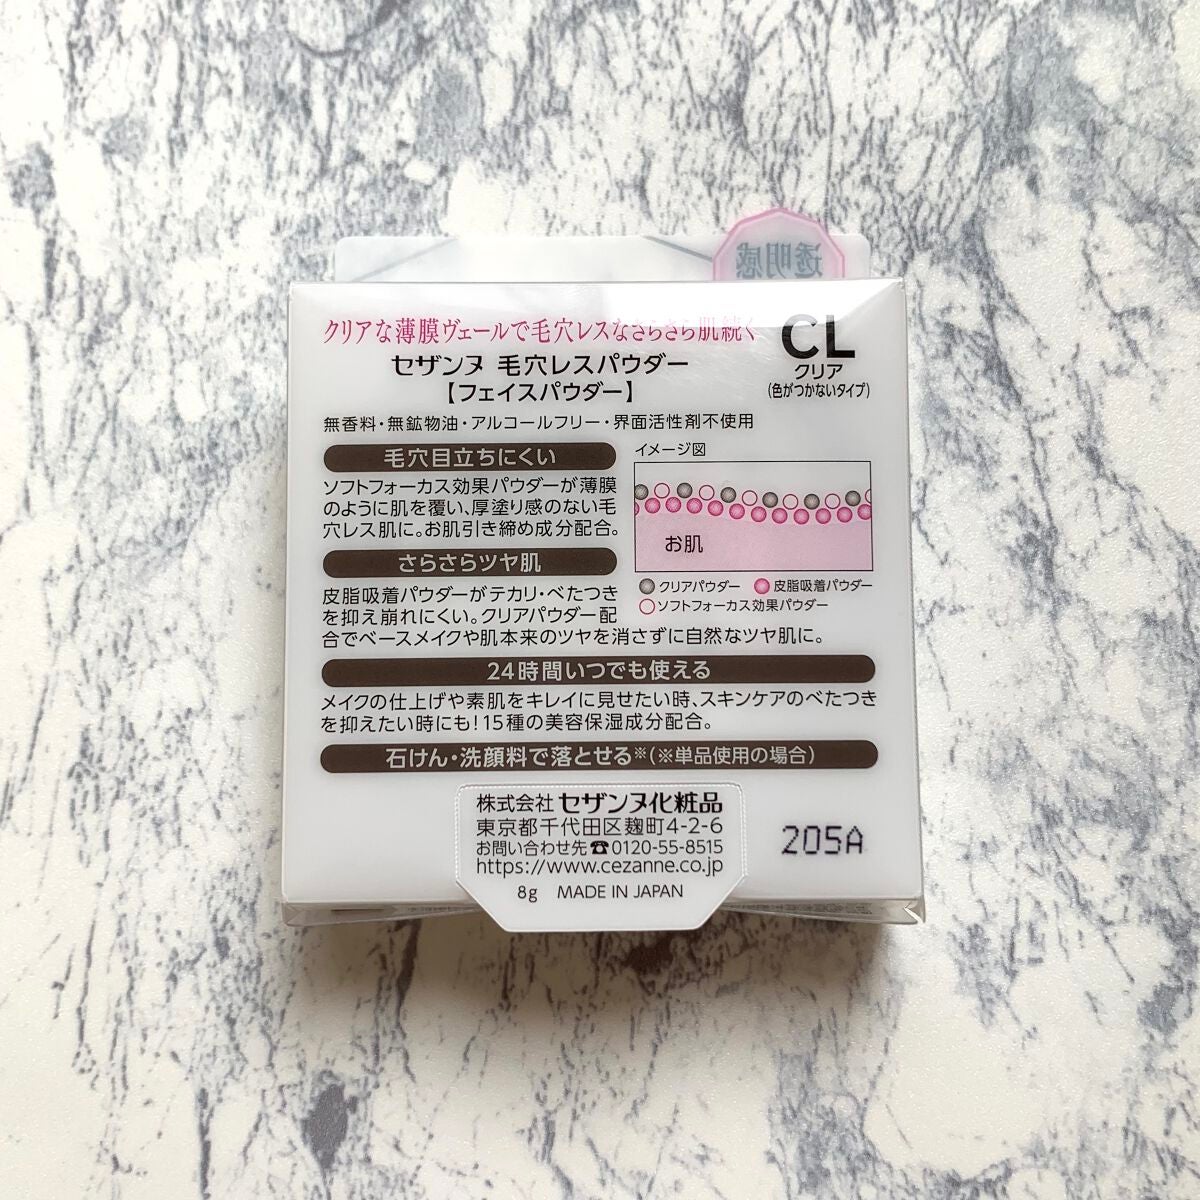 透明感
クリアな薄膜ヴェールで毛穴レスなさらさら肌続く
CL
クリア
(色がつかないタイプ)
セザンヌ 毛穴レスパウダー
【フェイスパウダー】
無香料・無鉱物油・アルコールフリー・界面活性剤不使用
毛穴目立ちにくい
ソフトフォーカス効果パウダーが薄膜
のように肌を覆い、厚塗り感のない毛
穴レス肌に。お肌引き締め成分配合。
イメージ図
お肌
クリアパウダー 皮脂吸着パウダー
ソフトフォーカス効果パウダー
さらさらツヤ肌
皮脂吸着パウダーがテカリ・べたつき
を抑え崩れにくい。クリアパウダー配
合でベースメイクや肌本来のツヤを消さずに自然なツヤ肌に。
24時間いつでも使える
メイクの仕上げや素肌をキレイに見せたい時、スキンケアのべたつき
を抑えたい時にも!15種の美容保湿成分配合。
石けん・洗顔料で落とせる※(※単品使用の場合)
株式会社 セザンヌ化粧品
東京都千代田区麹町4-2-6
お問い合わせ先☎0120-55-8515
https://www.cezanne.co.jp
8g MADE IN JAPAN
205A